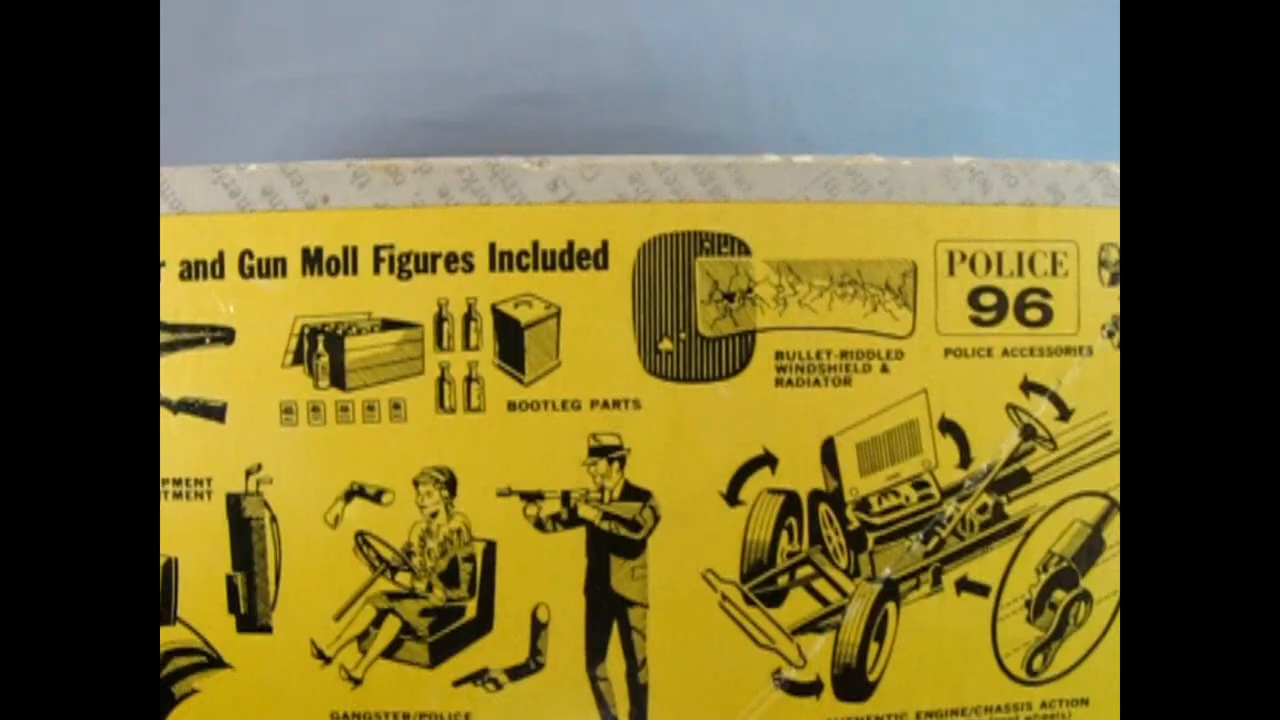 and Gun Moll Figures Included
POLICE
96
BULLET-RIDDLED
WINDSHIELD &
RADIATOR
POLICE ACCESSORIES
BOOTLEG PARTS
GANGSTER/POLICE
ENGINE/CHASSIS ACTION